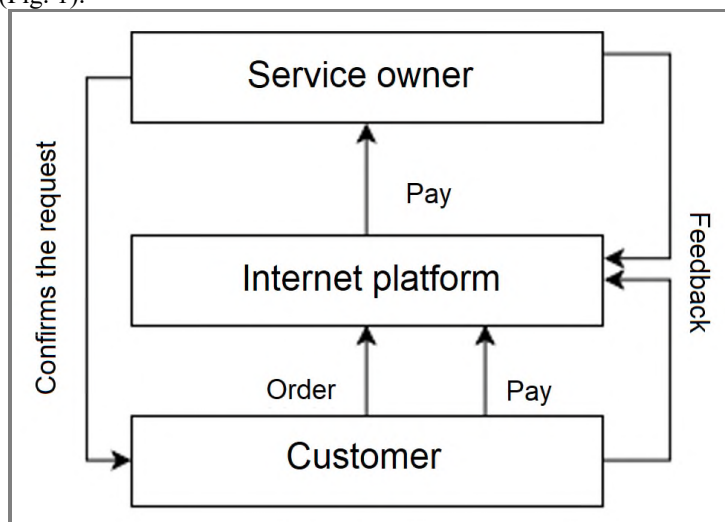 (Fig. 1).
Service owner
Confirms the request
Pay
Feedback
Internet platform
Order
Pay
Customer